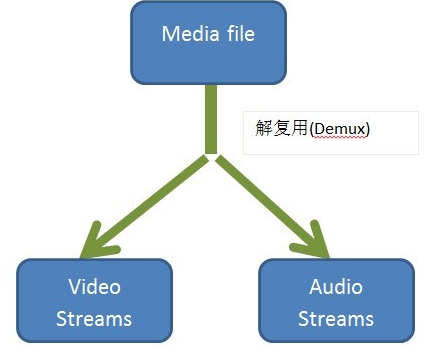 Media file
解复用(Demux)
Video
Streams
Audio
Streams